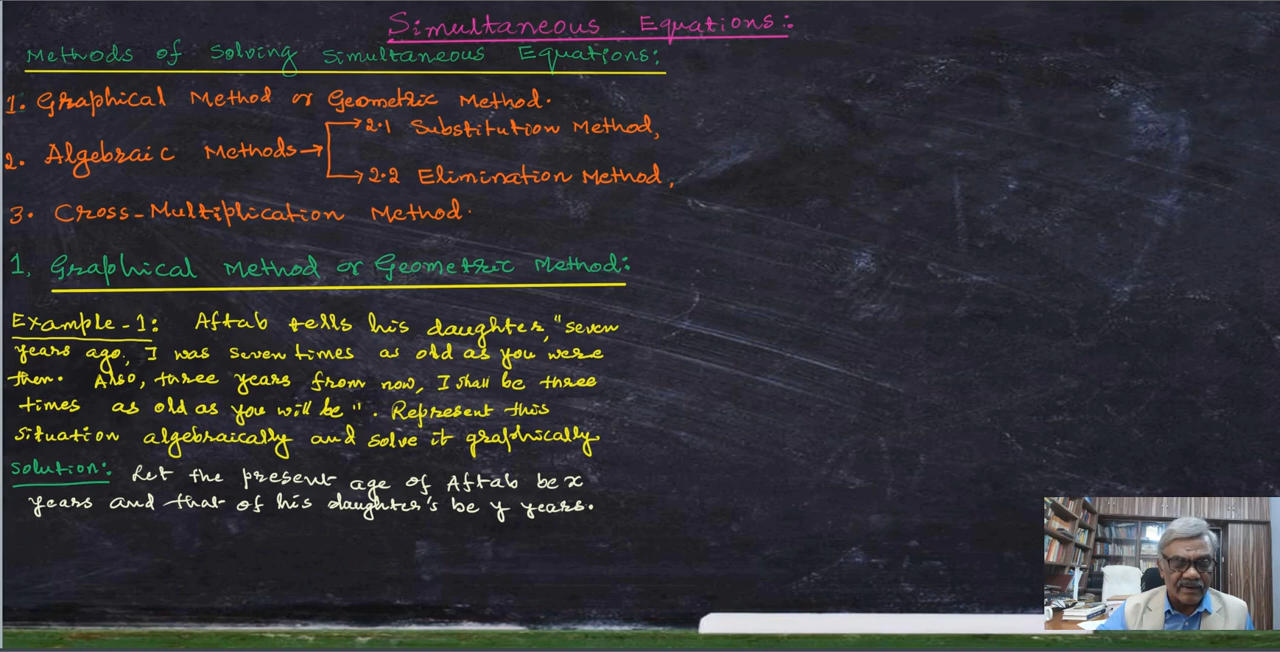 Simultaneous Equations:
Methods of Solving Simultaneous Equations:
1. Graphical Method or Geometric Method.
2. Algebraic Methods → 2.1 Substitution Method,
2.2 Elimination Method,
3. Cross-Multiplication Method.
1. Graphical Method or Geometric Method:
Example-1: Aftab tells his daughter, "seven
years ago, I was seven times as old as you were
then. Also, three years from now, I shall be three
times as old as you will be". Represent this
situation algebraically and solve it graphically.
Solution: Let the present age of Aftab be x
years and that of his daughter's be y years.